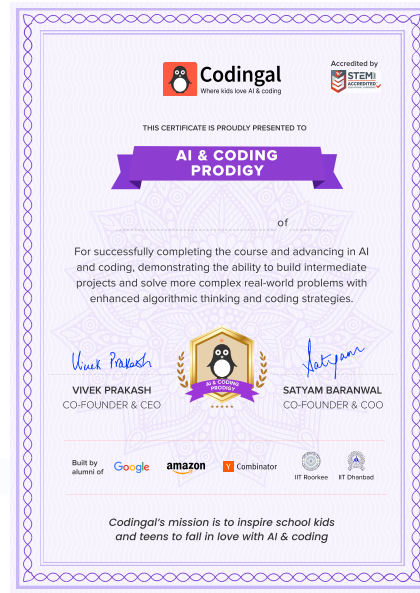 Codingal
Where kids love AI & coding
Accredited by
STEM
ACCREDITED
THIS CERTIFICATE IS PROUDLY PRESENTED TO
AI & CODING
PRODIGY
of
For successfully completing the course and advancing in AI
and coding, demonstrating the ability to build intermediate
projects and solve more complex real-world problems with
enhanced algorithmic thinking and coding strategies.
Vivek Prakash
Satyam
AI & CODING
PRODIGY
VIVEK PRAKASH
CO-FOUNDER & CEO
SATYAM BARANWAL
CO-FOUNDER & COO
Built by
alumni of
Google
amazon
Y Combinator
IIT Roorkee
IIT Dhanbad
Codingal's mission is to inspire school kids
and teens to fall in love with AI & coding